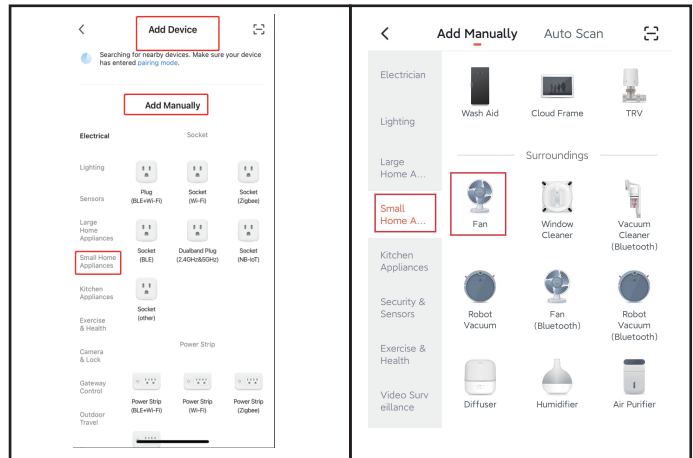 Add Device
Searching for nearby devices. Make sure your device
has entered pairing mode.
Add Manually
Electrical
Socket
Lighting
Plug
(BLE+Wi-Fi)
Socket
(Wi-Fi)
Socket
(Zigbee)
Sensors
Large
Home
Appliances
Socket
(BLE)
Dualband Plug
(2.4GHz&5GHz)
Socket
(NB-IoT)
Small Home
Appliances
Kitchen
Appliances
Socket
(other)
Exercise
& Health
Power Strip
Camera
& Lock
Gateway
Control
Power Strip
(BLE+Wi-Fi)
Power Strip
(Wi-Fi)
Power Strip
(Zigbee)
Outdoor
Travel
Add Manually
Auto Scan
Electrician
Lighting
Large
Home A...
Small
Home A...
Kitchen
Appliances
Security &
Sensors
Exercise &
Health
Video Surv
eillance
Wash Aid
Cloud Frame
TRV
Surroundings
Fan
Window
Cleaner
Vacuum
Cleaner
(Bluetooth)
Robot
Vacuum
Fan
(Bluetooth)
Robot
Vacuum
(Bluetooth)
Diffuser
Humidifier
Air Purifier